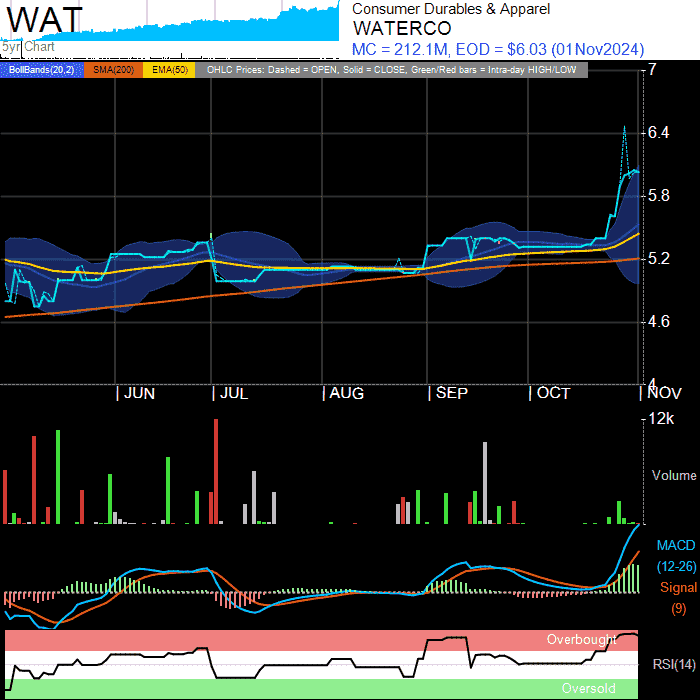 WAT
5yr Chart
Consumer Durables & Apparel
WATERCO
MC = 212.1M, EOD = $6.03 (01Nov2024)
BollBands(20,2) SMA(200) EMA(50) OHLC Prices: Dashed = OPEN, Solid = CLOSE, Green/Red bars = Intra-day HIGH/LOW
7
6.4
5.8
5.2
4.6
4
JUN JUL AUG SEP OCT NOV
12k
Volume
MACD
(12-26)
Signal
(9)
Overbought
RSI(14)
Oversold